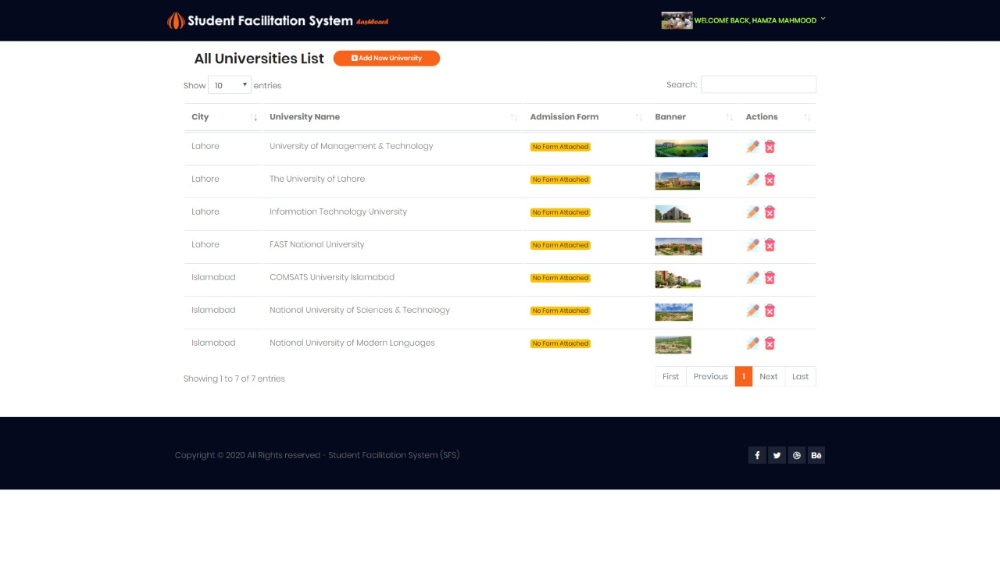 Student Facilitation System dashboard
WELCOME BACK, HAMZA MAHMOOD
All Universities List
Add New University
Show 10 entries
Search:
City University Name Admission Form Banner Actions
Lahore University of Management & Technology No Form Attached
Lahore The University of Lahore No Form Attached
Lahore Information Technology University No Form Attached
Lahore FAST National University No Form Attached
Islamabad COMSATS University Islamabad No Form Attached
Islamabad National University of Sciences & Technology No Form Attached
Islamabad National University of Modern Languages No Form Attached
Showing 1 to 7 of 7 entries
First Previous 1 Next Last
Copyright © 2020 All Rights reserved - Student Facilitation System (SFS)